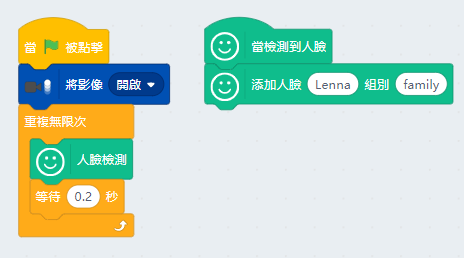 當 被點擊
將影像 開啟
重複無限次
人臉檢測
等待 0.2 秒
當檢測到人臉
添加人臉 Lenna 組別 family